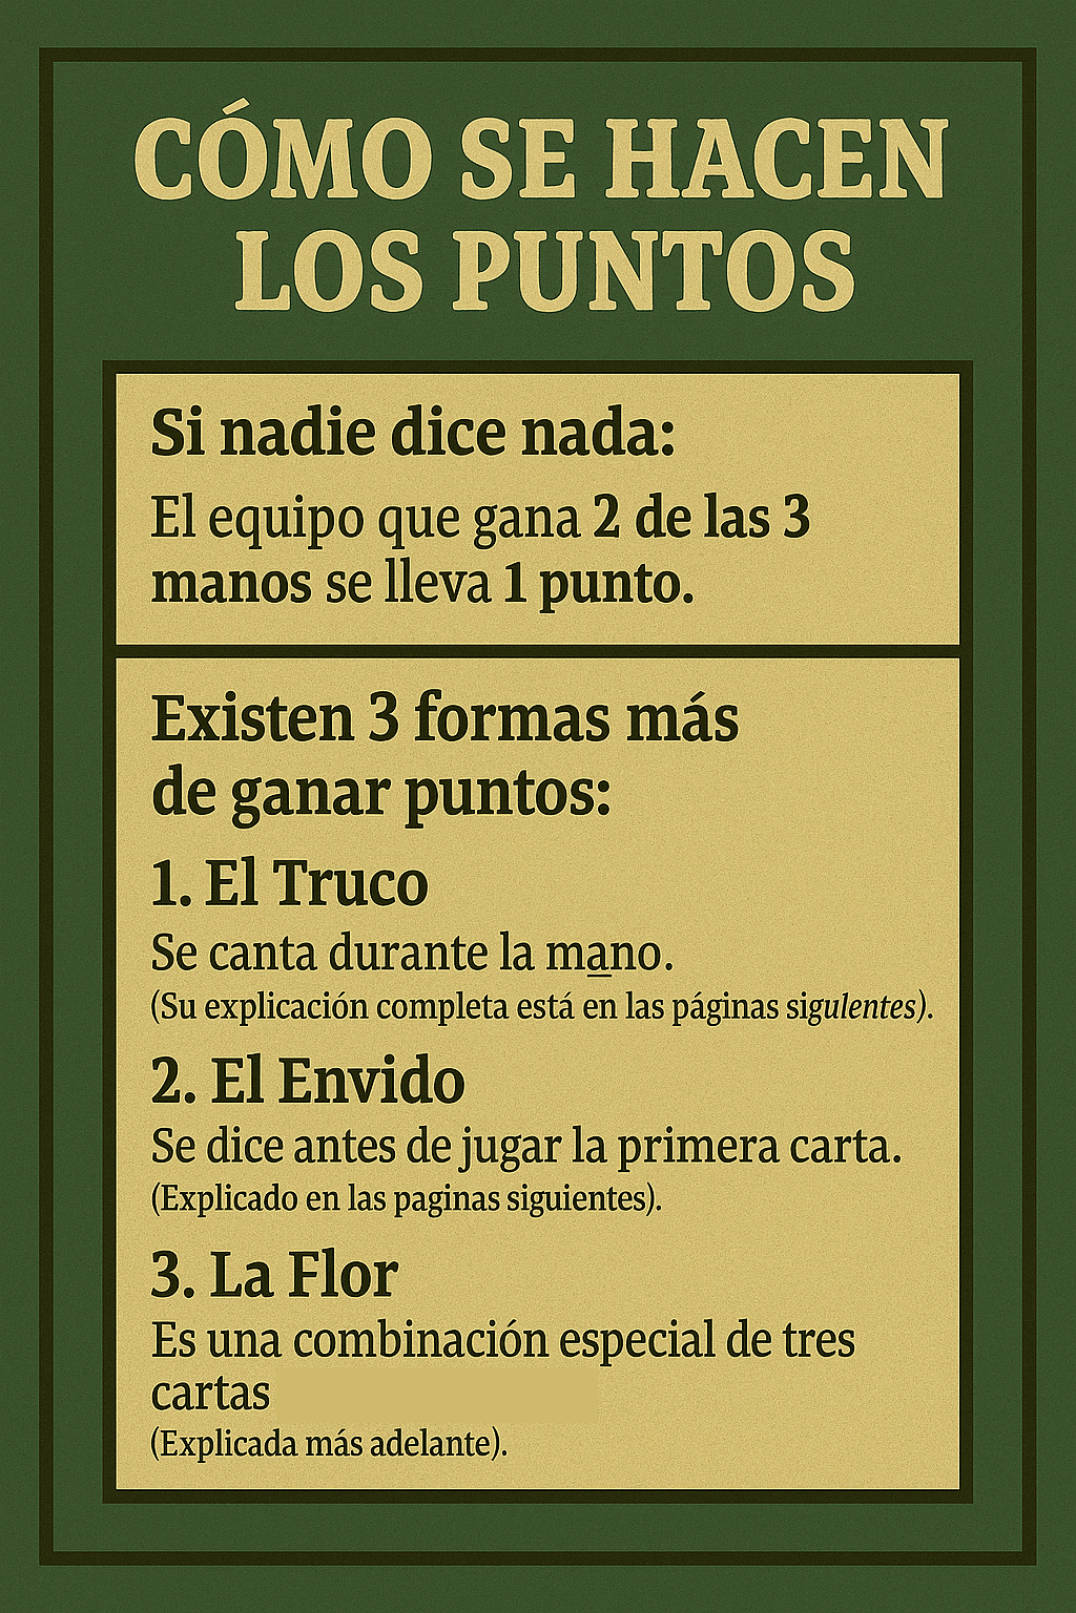 CÓMO SE HACEN
LOS PUNTOS
Si nadie dice nada:
El equipo que gana 2 de las 3
manos se lleva 1 punto.
Existen 3 formas más
de ganar puntos:
1. El Truco
Se canta durante la mano.
(Su explicación completa está en las páginas sigulentes).
2. El Envido
Se dice antes de jugar la primera carta.
(Explicado en las paginas siguientes).
3. La Flor
Es una combinación especial de tres
cartas
(Explicada más adelante).